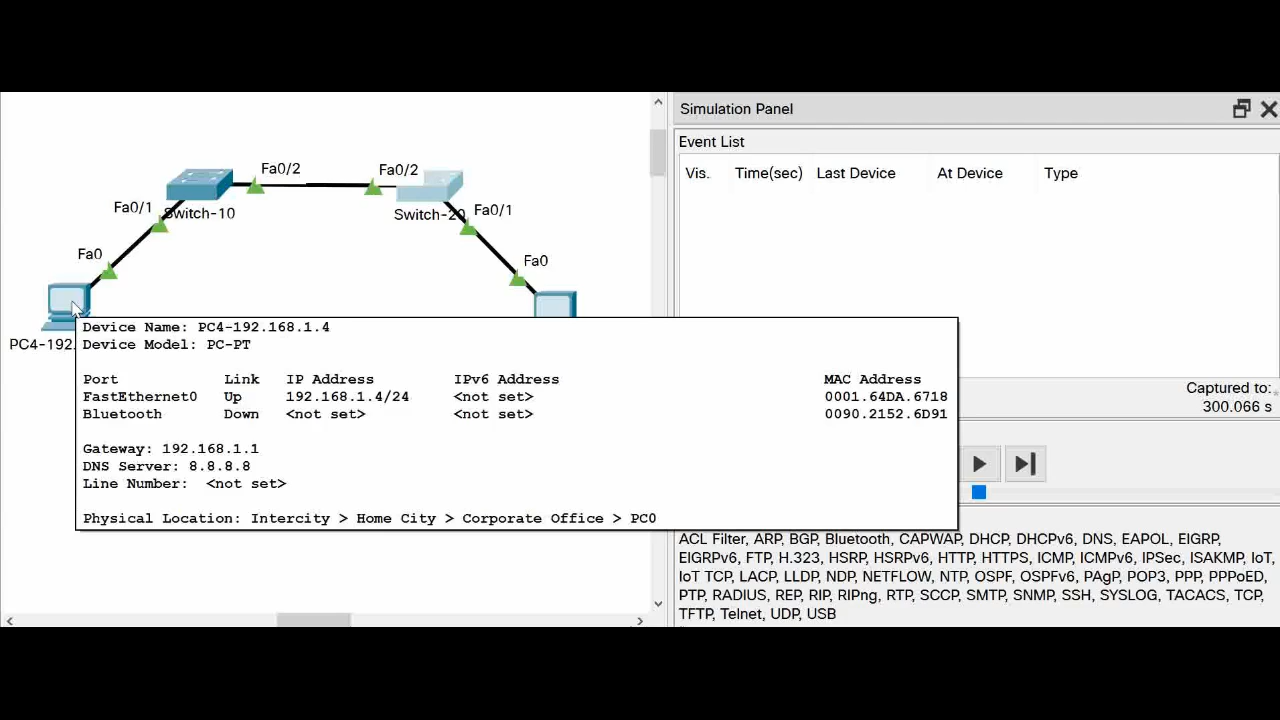 Simulation Panel
Event List
Vis. Time(sec) Last Device At Device Type
Fa0/2 Fa0/2
Fa0/1 Switch-10 Switch-20 Fa0/1
Fa0 Fa0
PC4-192.
Device Name: PC4-192.168.1.4
Device Model: PC-PT
Port Link IP Address IPv6 Address MAC Address
FastEthernet0 Up 192.168.1.4/24 <not set> 0001.64DA.6718
Bluetooth Down <not set> <not set> 0090.2152.6D91
Gateway: 192.168.1.1
DNS Server: 8.8.8.8
Line Number: <not set>
Physical Location: Intercity > Home City > Corporate Office > PC0
Captured to:
300.066 s
ACL Filter, ARP, BGP, Bluetooth, CAPWAP, DHCP, DHCPv6, DNS, EAPOL, EIGRP,
EIGRPv6, FTP, H.323, HSRP, HSRPv6, HTTP, HTTPS, ICMP, ICMPv6, IPSec, ISAKMP, IoT,
IoT TCP, LACP, LLDP, NDP, NETFLOW, NTP, OSPF, OSPFv6, PAgP, POP3, PPP, PPPoED,
PTP, RADIUS, REP, RIP, RIPng, RTP, SCCP, SMTP, SNMP, SSH, SYSLOG, TACACS, TCP,
TFTP, Telnet, UDP, USB